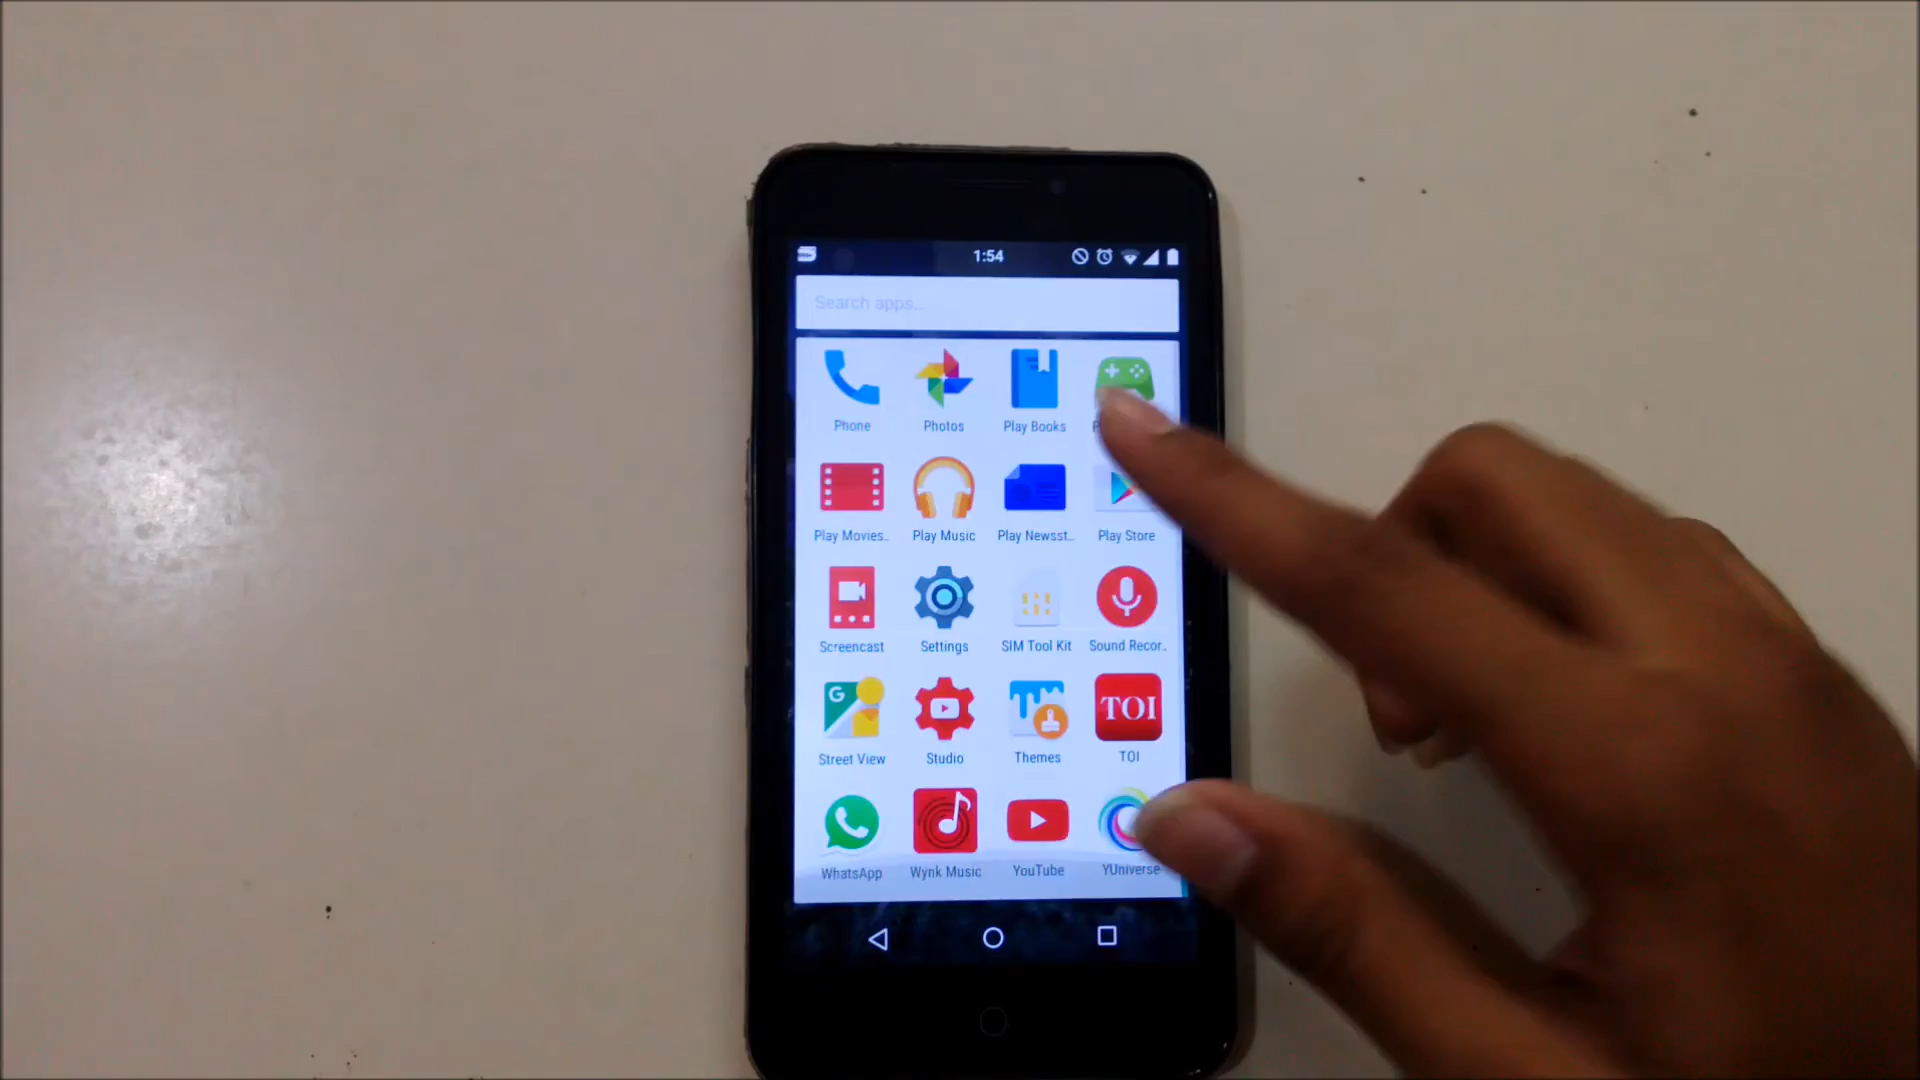 1:54
Search apps...
Phone Photos Play Books
Play Movies.. Play Music Play Newsst.. Play Store
Screencast Settings SIM Tool Kit Sound Recor..
G
Street View Studio Themes TOI
TOI
WhatsApp Wynk Music YouTube YUniverse